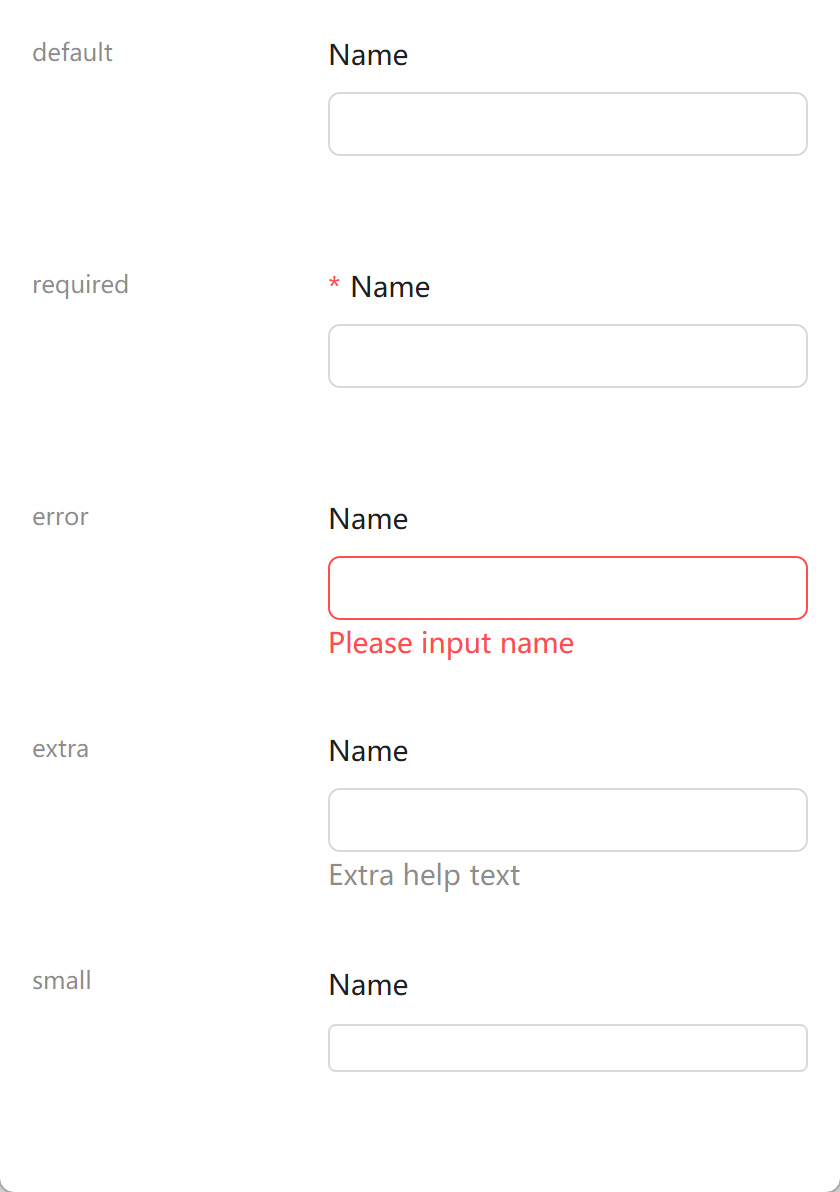 default
Name
required
* Name
error
Name
Please input name
extra
Name
Extra help text
small
Name